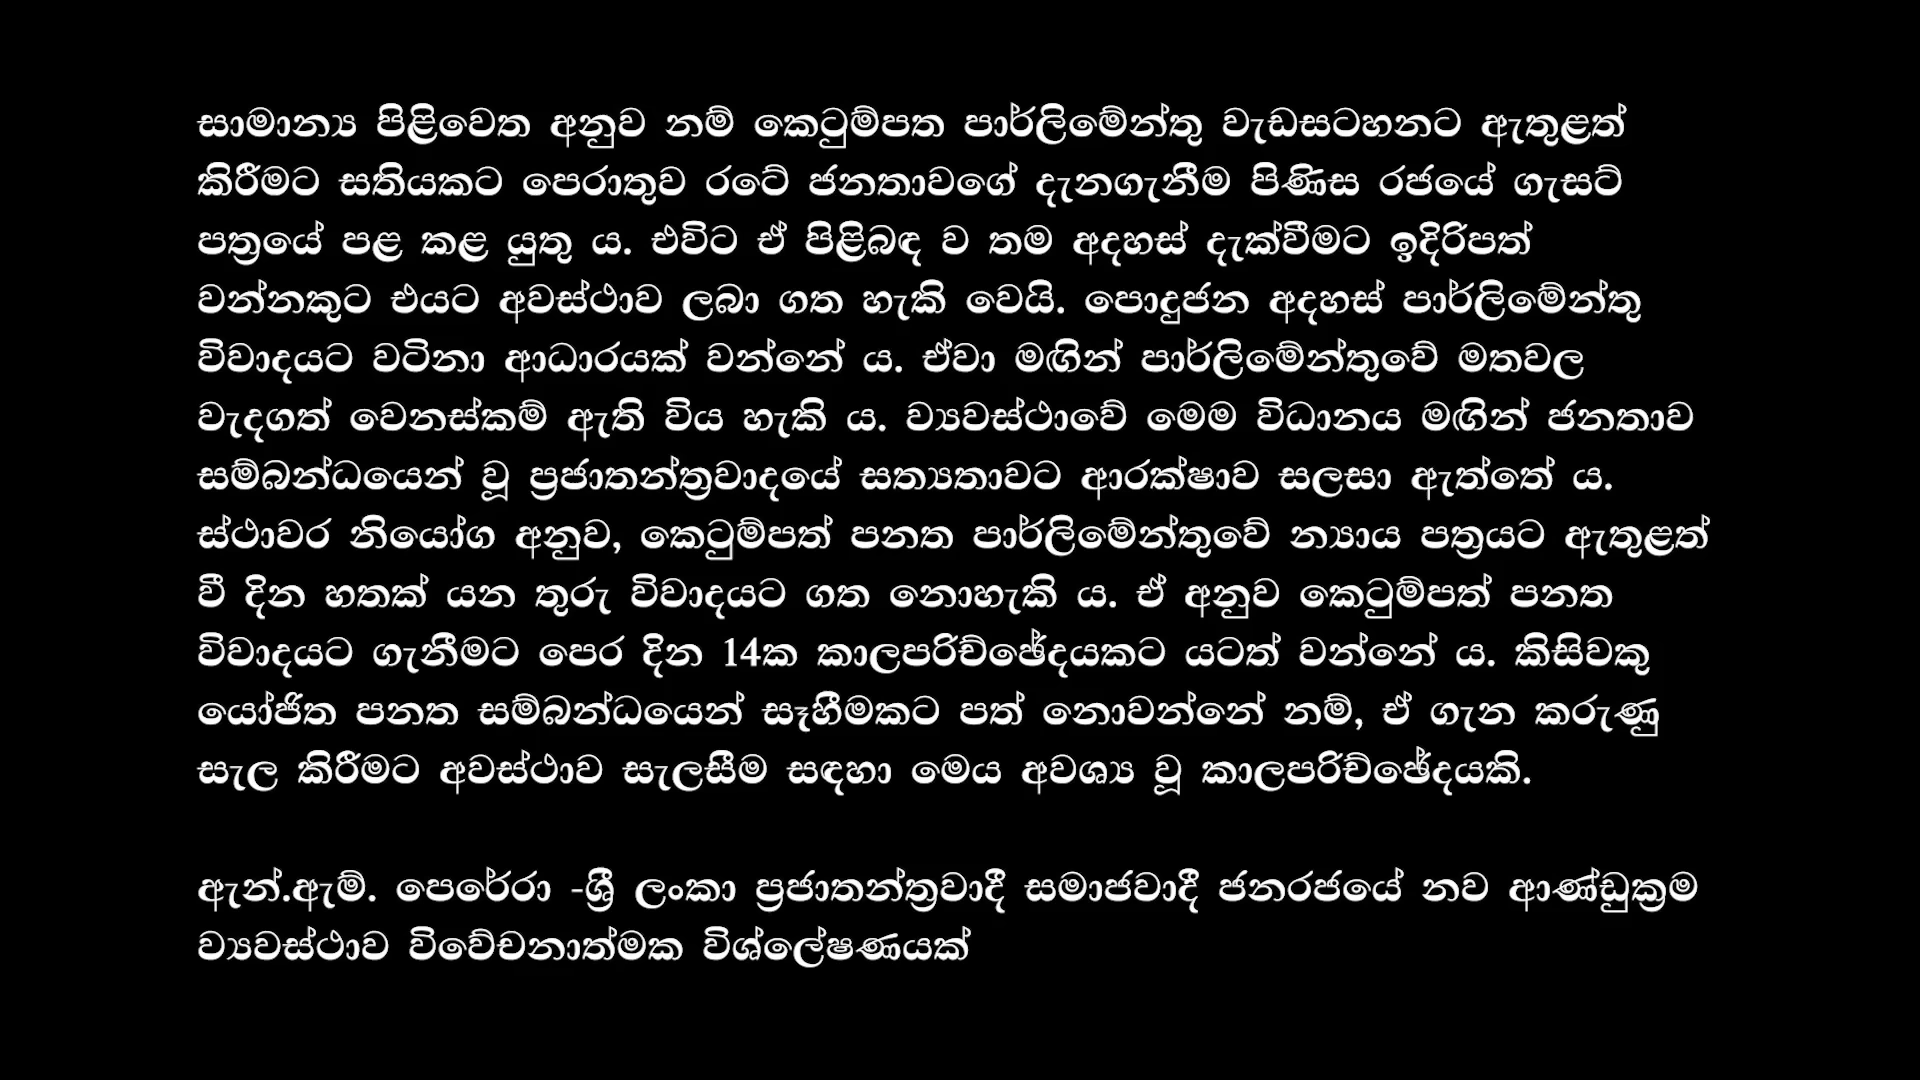 සාමාන්‍ය පිළිවෙත අනුව නම් කෙටුම්පත පාර්ලිමේන්තු වැඩසටහනට ඇතුළත්
කිරීමට සතියකට පෙරාතුව රටේ ජනතාවගේ දැනගැනීම පිණිස රජයේ ගැසට්
පත්‍රයේ පළ කළ යුතු ය. එවිට ඒ පිළිබඳ ව තම අදහස් දැක්වීමට ඉදිරිපත්
වන්නකුට එයට අවස්ථාව ලබා ගත හැකි වෙයි. පොදුජන අදහස් පාර්ලිමේන්තු
විවාදයට වටිනා ආධාරයක් වන්නේ ය. ඒවා මඟින් පාර්ලිමේන්තුවේ මතවල
වැදගත් වෙනස්කම් ඇති විය හැකි ය. ව්‍යවස්ථාවේ මෙම විධානය මඟින් ජනතාව
සම්බන්ධයෙන් වූ ප්‍රජාතන්ත්‍රවාදයේ සත්‍යතාවට ආරක්ෂාව සලසා ඇත්තේ ය.
ස්ථාවර නියෝග අනුව, කෙටුම්පත් පනත පාර්ලිමේන්තුවේ න්‍යාය පත්‍රයට ඇතුළත්
වී දින හතක් යන තුරු විවාදයට ගත නොහැකි ය. ඒ අනුව කෙටුම්පත් පනත
විවාදයට ගැනීමට පෙර දින 14ක කාලපරිච්ඡේදයකට යටත් වන්නේ ය. කිසිවකු
යෝජිත පනත සම්බන්ධයෙන් සෑහීමකට පත් නොවන්නේ නම්, ඒ ගැන කරුණු
සැල කිරීමට අවස්ථාව සැලසීම සඳහා මෙය අවශ්‍ය වූ කාලපරිච්ඡේදයකි.
ඇන්.ඇම්. පෙරේරා -ශ්‍රී ලංකා ප්‍රජාතන්ත්‍රවාදී සමාජවාදී ජනරජයේ නව ආණ්ඩුක්‍රම
ව්‍යවස්ථාව විවේචනාත්මක විශ්ලේෂණයක්